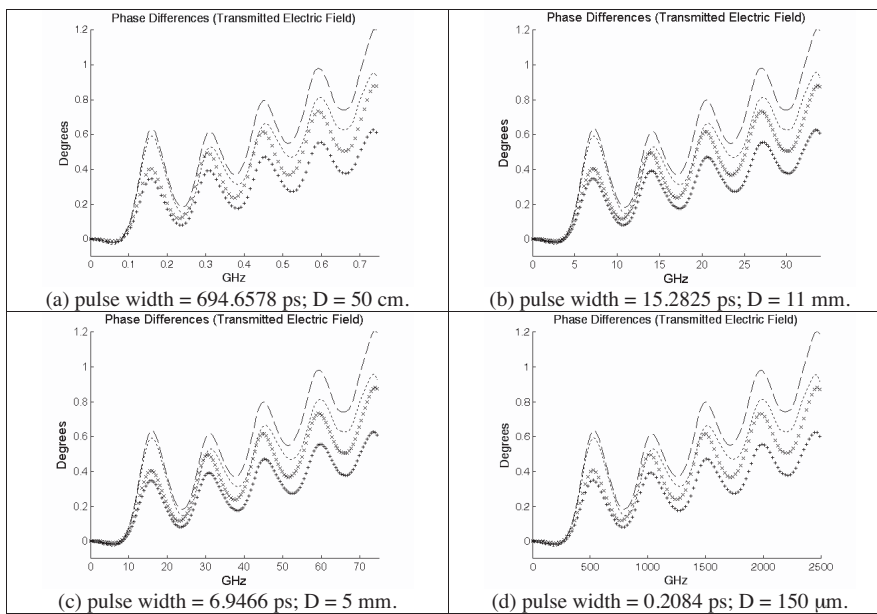 Phase Differences (Transmitted Electric Field)
1.2
1
0.8
0.6
0.4
0.2
0
Degrees
0 0.1 0.2 0.3 0.4 0.5 0.6 0.7
GHz
(a) pulse width = 694.6578 ps; D = 50 cm.
Phase Differences (Transmitted Electric Field)
1.2
1
0.8
0.6
0.4
0.2
0
Degrees
0 5 10 15 20 25 30
GHz
(b) pulse width = 15.2825 ps; D = 11 mm.
Phase Differences (Transmitted Electric Field)
1.2
1
0.8
0.6
0.4
0.2
0
Degrees
0 10 20 30 40 50 60 70
GHz
(c) pulse width = 6.9466 ps; D = 5 mm.
Phase Differences (Transmitted Electric Field)
1.2
1
0.8
0.6
0.4
0.2
0
Degrees
0 500 1000 1500 2000 2500
GHz
(d) pulse width = 0.2084 ps; D = 150 μm.